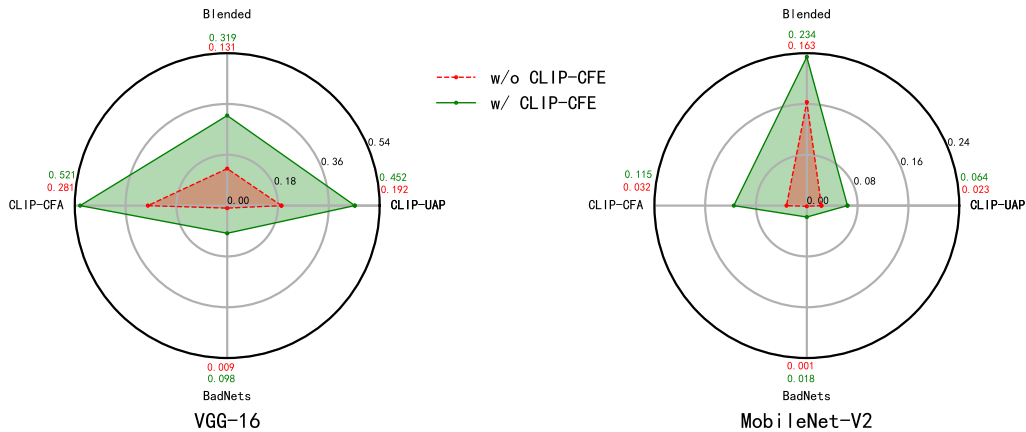 Blended
0.319
0.131
0.54
0.36
0.18
0.00
0.521
0.281
CLIP-CFA
0.452
0.192
CLIP-UAP
0.009
0.098
BadNets
VGG-16
w/o CLIP-CFE
w/ CLIP-CFE
Blended
0.234
0.163
0.24
0.16
0.08
0.00
0.115
0.032
CLIP-CFA
0.064
0.023
CLIP-UAP
0.001
0.018
BadNets
MobileNet-V2